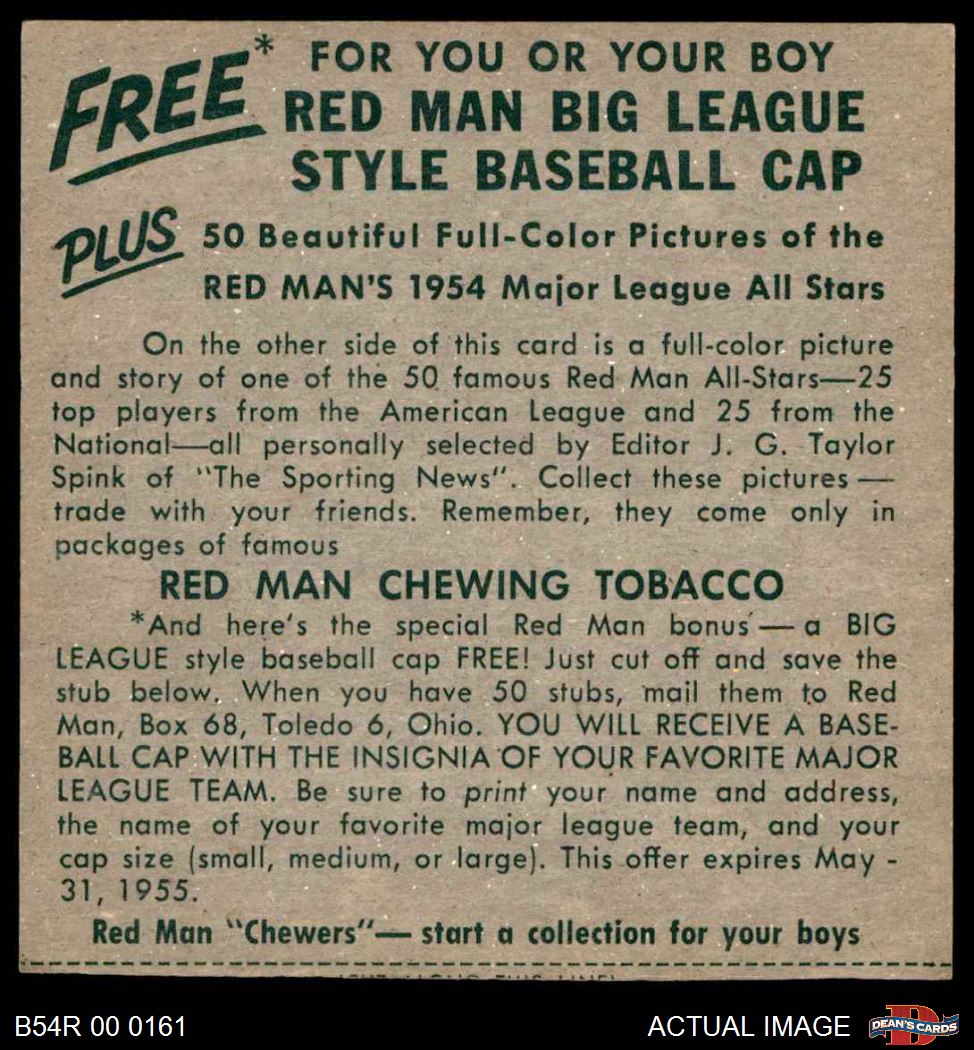 FREE* FOR YOU OR YOUR BOY
RED MAN BIG LEAGUE
STYLE BASEBALL CAP
PLUS 50 Beautiful Full-Color Pictures of the
RED MAN'S 1954 Major League All Stars
On the other side of this card is a full-color picture
and story of one of the 50 famous Red Man All-Stars—25
top players from the American League and 25 from the
National—all personally selected by Editor J. G. Taylor
Spink of "The Sporting News". Collect these pictures —
trade with your friends. Remember, they come only in
packages of famous
RED MAN CHEWING TOBACCO
*And here's the special Red Man bonus — a BIG
LEAGUE style baseball cap FREE! Just cut off and save the
stub below. When you have 50 stubs, mail them to Red
Man, Box 68, Toledo 6, Ohio. YOU WILL RECEIVE A BASE-
BALL CAP WITH THE INSIGNIA OF YOUR FAVORITE MAJOR
LEAGUE TEAM. Be sure to print your name and address,
the name of your favorite major league team, and your
cap size (small, medium, or large). This offer expires May -
31, 1955.
Red Man "Chewers"— start a collection for your boys
B54R 00 0161
ACTUAL IMAGE
DEAN'S CARDS